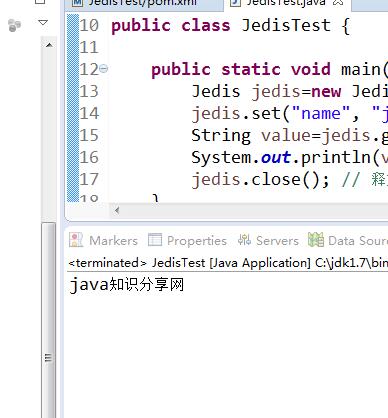 JedisTest/pom.xml JedisTest.java
10 public class JedisTest {
11
12 public static void main(
13 Jedis jedis=new Jedi
14 jedis.set("name", "j
15 String value=jedis.g
16 System.out.println(v
17 jedis.close(); // 释
18 }
Markers Properties Servers Data Sour
<terminated> JedisTest [Java Application] C:\jdk1.7\bin
java知识分享网